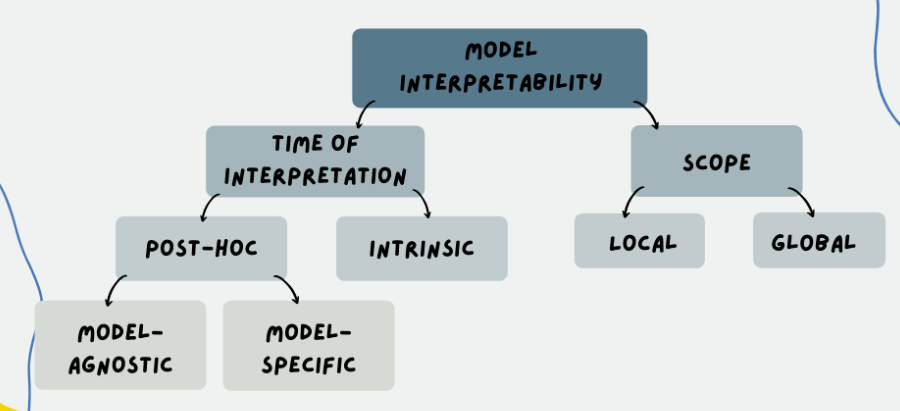 MODEL
INTERPRETABILITY
TIME OF
INTERPRETATION
SCOPE
POST-HOC
INTRINSIC
LOCAL
GLOBAL
MODEL-
AGNOSTIC
MODEL-
SPECIFIC